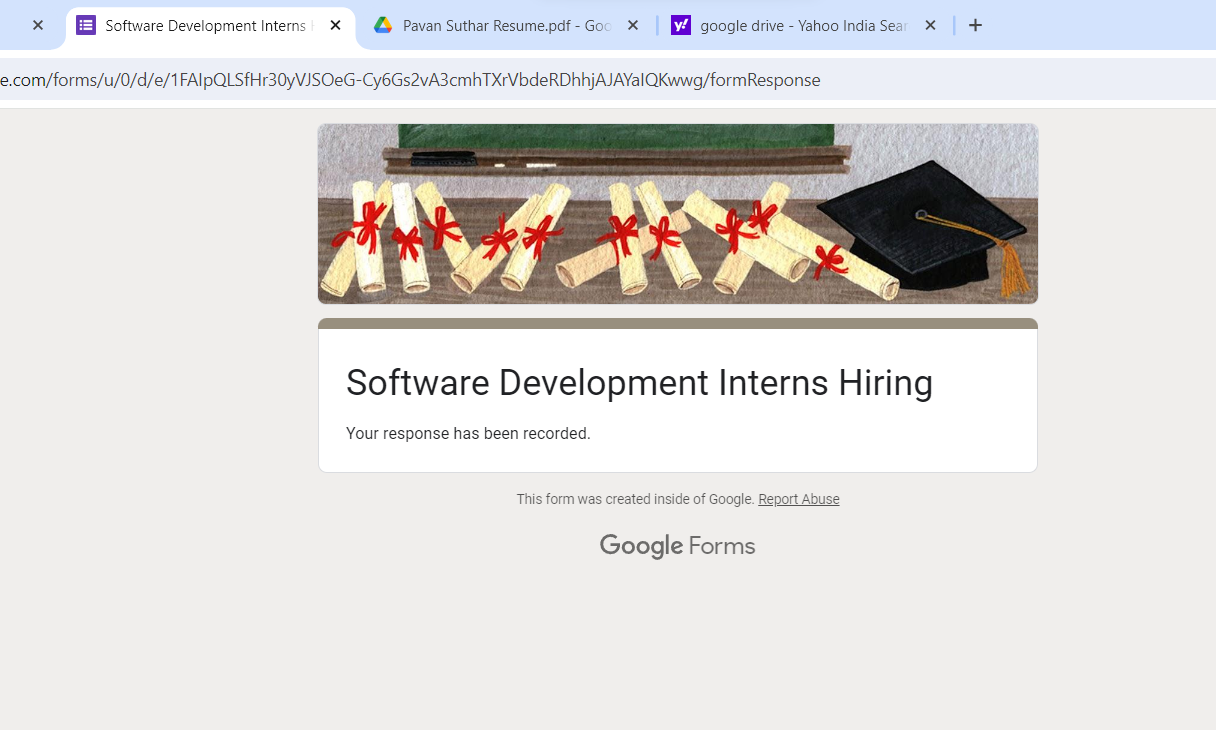 Software Development Interns
Pavan Suthar Resume.pdf - Goo
google drive - Yahoo India Sear
e.com/forms/u/0/d/e/1FAIpQLSfHr30yVJSOeG-Cy6Gs2vA3cmhTXrVbdeRDhhjAJAYaIQKwwg/formResponse
Software Development Interns Hiring
Your response has been recorded.
This form was created inside of Google. Report Abuse
Google Forms